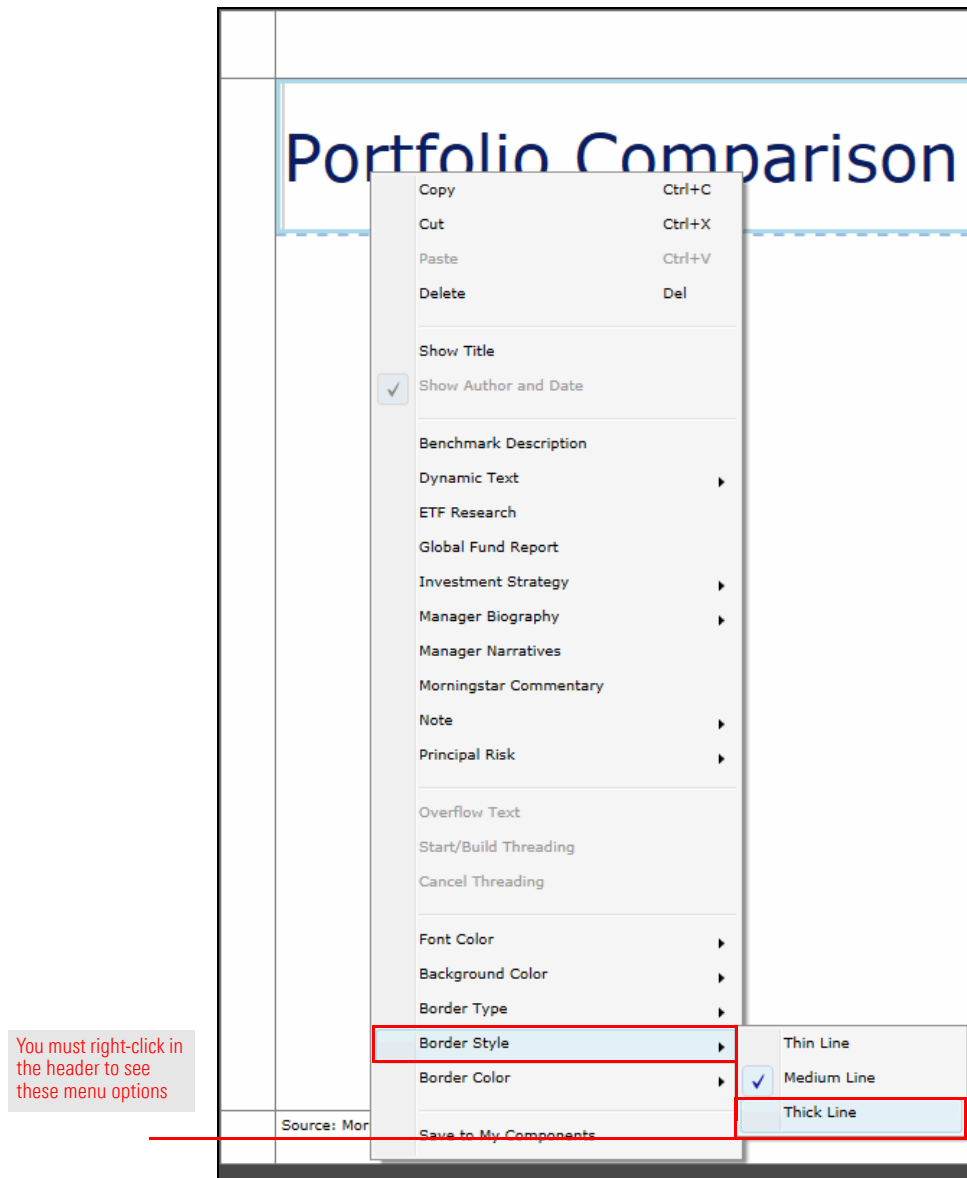 Portfolio Comparison
Copy Ctrl+C
Cut Ctrl+X
Paste Ctrl+V
Delete Del
Show Title
Show Author and Date
Benchmark Description
Dynamic Text
ETF Research
Global Fund Report
Investment Strategy
Manager Biography
Manager Narratives
Morningstar Commentary
Note
Principal Risk
Overflow Text
Start/Build Threading
Cancel Threading
Font Color
Background Color
Border Type
Border Style
Border Color
Save to My Components
Thin Line
Medium Line
Thick Line
You must right-click in
the header to see
these menu options
Source: Mor